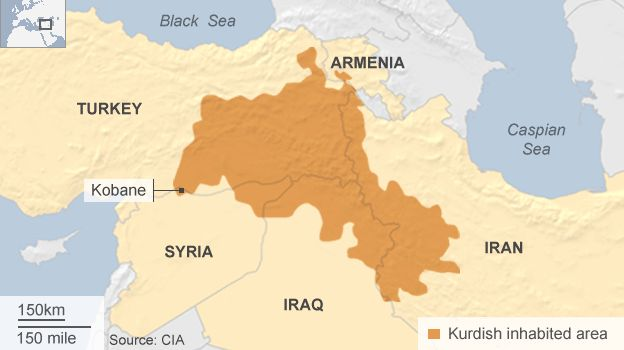 Black Sea
ARMENIA
TURKEY
Caspian
Sea
Kobane
SYRIA
IRAN
IRAQ
150km
150 mile
Source: CIA
Kurdish inhabited area